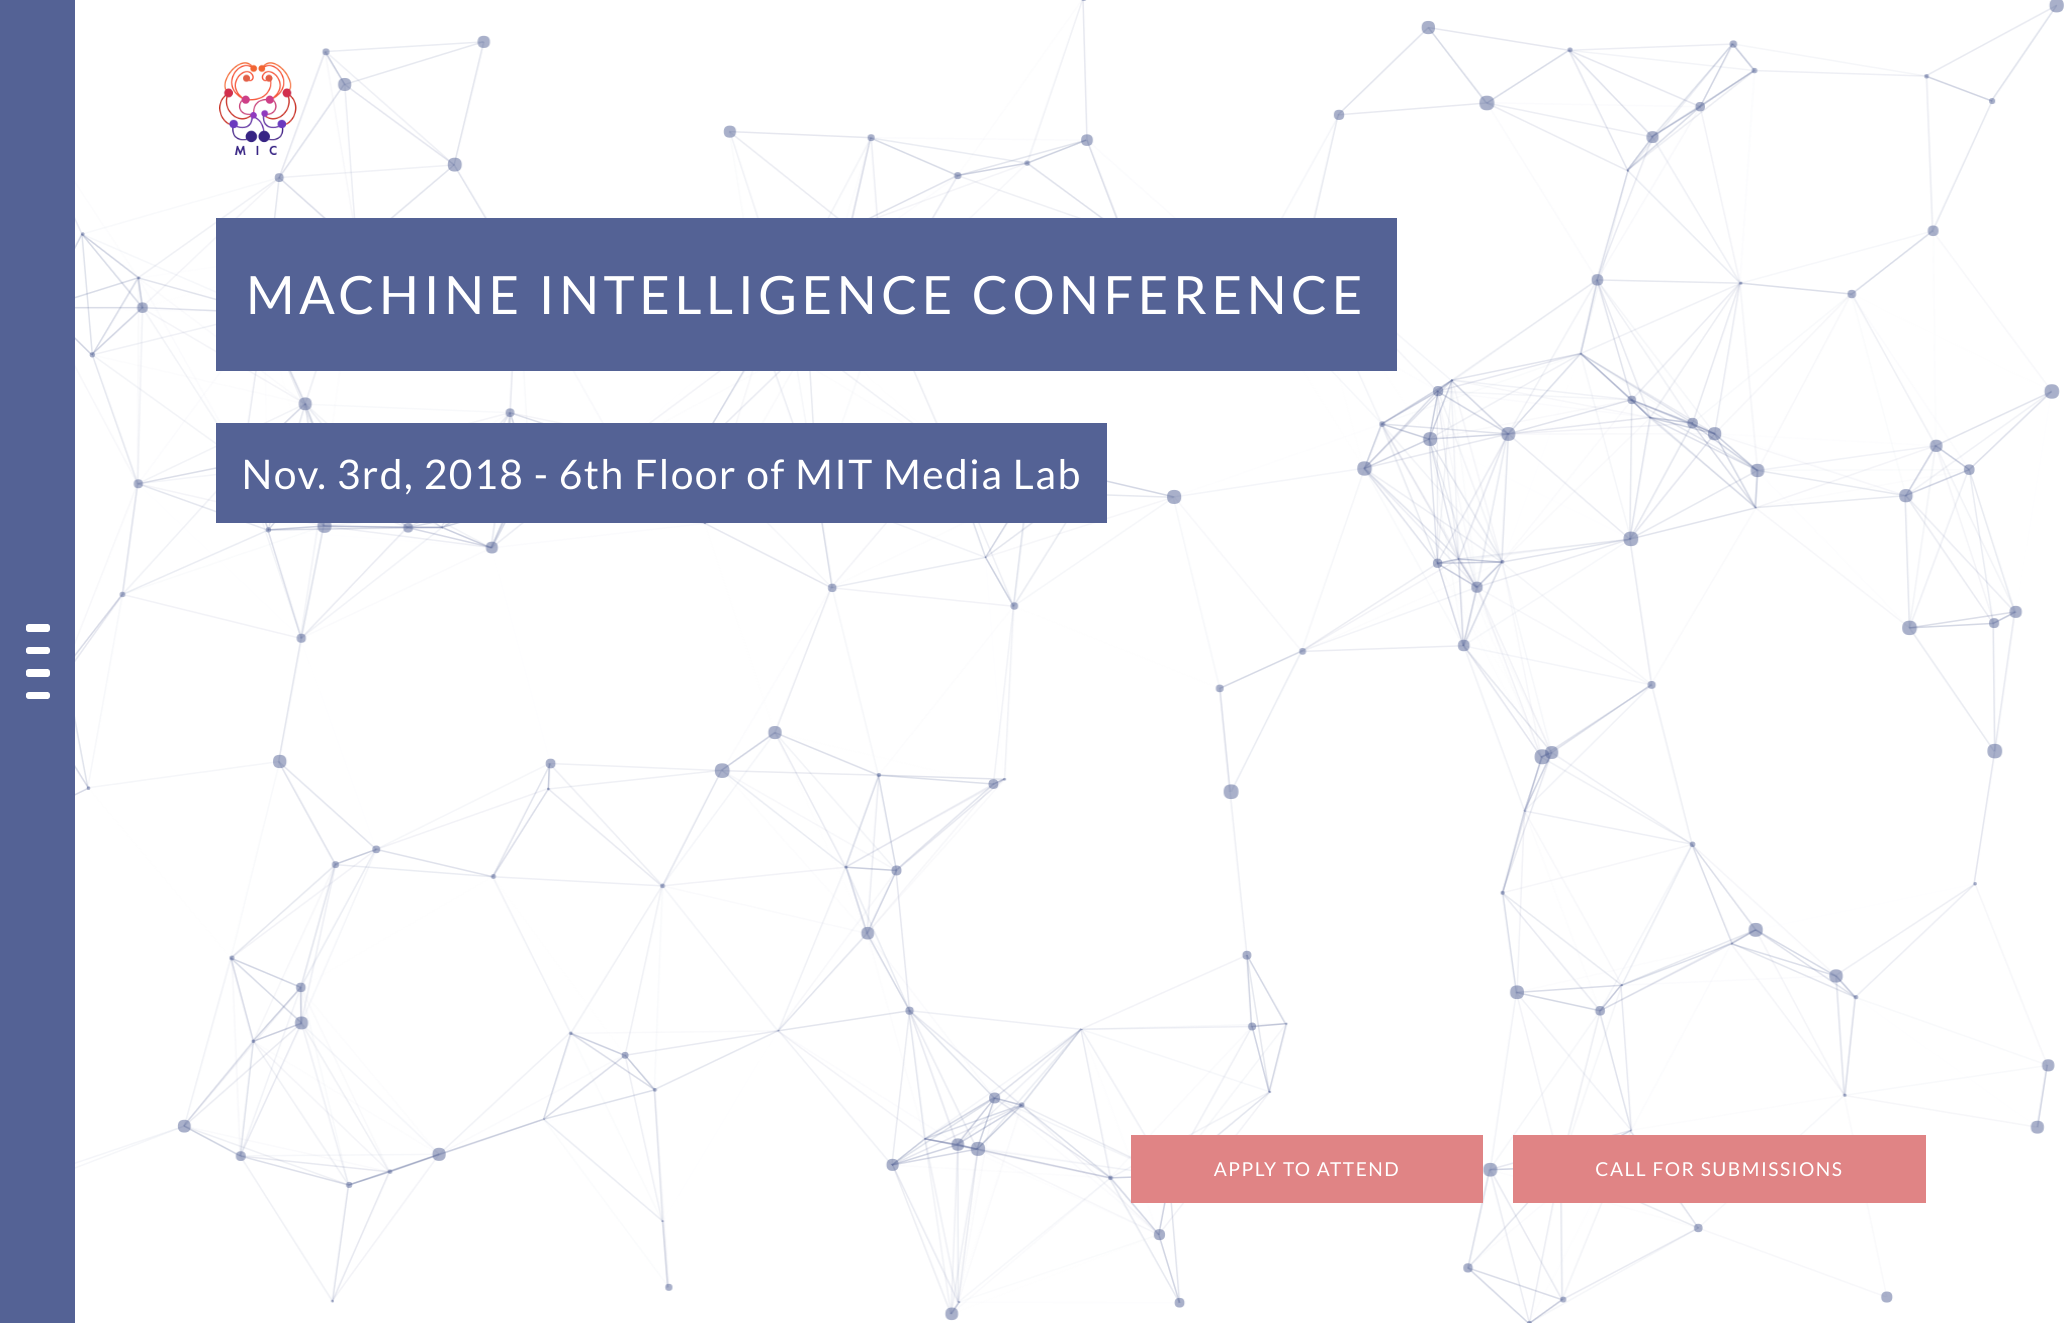 M I C
MACHINE INTELLIGENCE CONFERENCE
Nov. 3rd, 2018 - 6th Floor of MIT Media Lab
APPLY TO ATTEND
CALL FOR SUBMISSIONS